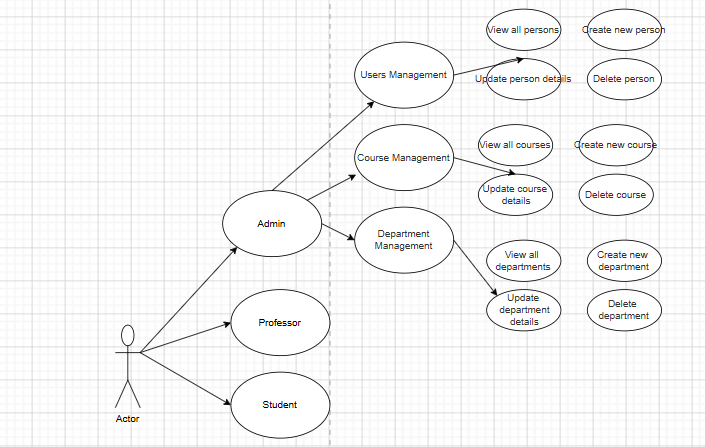 View all persons
Create new person
Users Management
Update person details
Delete person
View all courses
Create new course
Course Management
Update course
details
Delete course
Admin
Department
Management
View all
departments
Create new
department
Update
department
details
Delete
department
Professor
Student
Actor